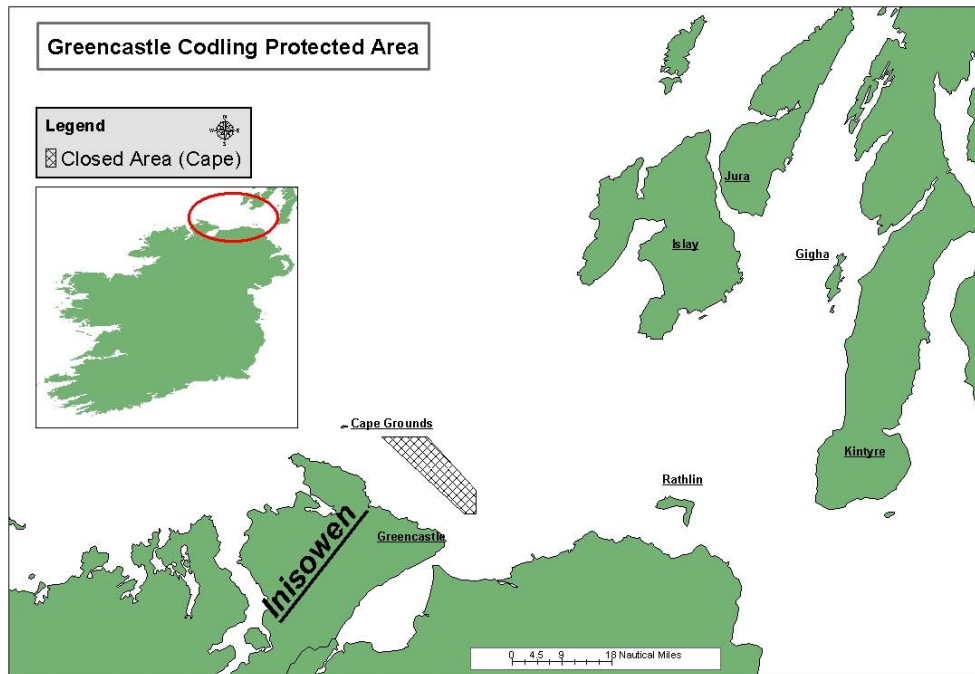 Greencastle Codling Protected Area
Legend
N
W
E
S
Closed Area (Cape)
Jura
Islay
Gigha
Cape Grounds
Kintyre
Rathlin
Greencastle
Inisowen
0 4.5 9 18 Nautical Miles